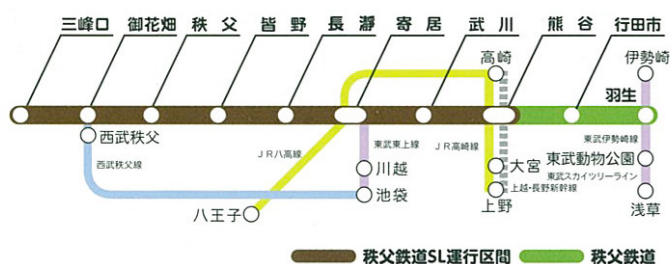 三峰口 御花畑 秩父 皆野 長瀞 寄居 武川 熊谷 行田市
高崎
伊勢崎
羽生
西武秩父
西武秩父線
JR八高線
東武東上線
JR高崎線
東武伊勢崎線
川越
大宮
東武動物公園
東武スカイツリーライン
池袋
上越・長野新幹線
八王子
上野
浅草
秩父鉄道SL運行区間 秩父鉄道